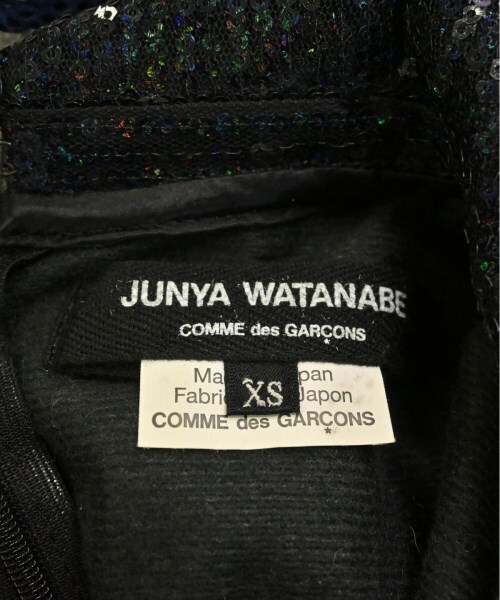 JUNYA WATANABE
COMME des GARÇONS
Ma XS pan
Fabri Japon
COMME des GARÇONS